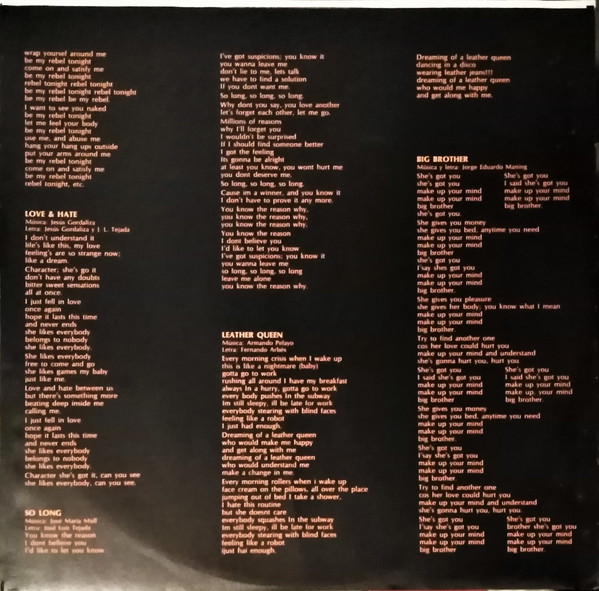 wrap yoursef around me
be my rebel tonight
come on and satisfy me
be my rebel tonight
rebel tonight rebel tonight
be my rebel tonight rebel tonight
be my rebel be my rebel.
I want to see you naked
be my rebel tonight
let me feel your body
be my rebel tonight
use me, and abuse me
hang your hang ups outside
put your arms around me
be my rebel tonight
come on and satisfy me
be my rebel tonight
rebel tonight, etc.
LOVE & HATE
Música: Jesús Gordaliza
Letra: Jesús Gordaliza y J. L. Tejada
I don't understand it
life's like this, my love
feeling's are so strange now;
like a dream.
Character; she's go it
don't have any doubts
bitter sweet sensations
all at once.
I just fell in love
once again
hope it lasts this time
and never ends
she likes everybody
belongs to nobody
she likes everybody.
She likes everybody
free to come and go
she likes games my baby
just like me.
Love and hate between us
but there's something more
beating deep inside me
calling me.
I just fell in love
once again
hope it lasts this time
and never ends
she likes everybody
belongs to nobody
she likes everybody.
Character she's got it, can you see
she likes everybody, can you see.
SO LONG
Música: José María Moll
Letra: José Luis Tejada
You know the reason
I dont believe you
I'd like to let you know
I've got suspicions; you know it
you wanna leave me
don't lie to me, lets talk
we have to find a solution
If you dont want me.
So long, so long, so long.
Why dont you say, you love another
let's forget each other, let me go.
Millions of reasons
why I'll forget you
I wouldn't be surprised
If I should find someone better
I got the feeling
Its gonna be alright
at least you know, you wont hurt me
you dont deserve me.
So long, so long, so long.
Cause im a winner, and you know it
I don't have to prove it any more.
You know the reason why,
you know the reason why,
you know the reason why.
You know the reason
I dont believe you
I'd like to let you know
I've got suspicions; you know it
you wanna leave me
so long, so long, so long
leave me alone
you know the reason why.
LEATHER QUEEN
Música: Armando Pelayo
Letra: Fernando Arbés
Every morning crisis when I wake up
this is like a nightmare (baby)
gotta go to work
rushing all around I have my breakfast
always In a hurry, gotta go to work
every body pushes In the subway
Im still sleepy, ill be late for work
everybody stearing with blind faces
feeling like a robot
I just had enough.
Dreaming of a leather queen
who would make me happy
and get along with me
dreaming of a leather queen
who would understand me
make a change in me.
Every morning rollers when i wake up
face cream on the pillows, all over the place
jumping out of bed I take a shower,
I hate this routine
but she doesnt care
everybody squashes In the subway
Im still sleepy, ill be late for work
everybody stearing with blind faces
feeling like a robot
ijust hai enough.
Dreaming of a leather queen
dancing in a disco
wearing leather jeans!!!
dreaming of a leather queen
who would me happy
and get along with me.
BIG BROTHER
Música y letra: Jorge Eduardo Maning
She's got you She's got you
she's got you I said she's got you
make up your mind make up your mind
make up your mind make up your mind
big brother big brother.
she's got you.
She gives you money
she gives you bed, anytime you need
make up your mind
make up your mind
big brother
she's got you
I'say shes got you
make up your mind
make up your mind
big brother.
She gives you pleasure
she gives her body; you know what I mean
make up your mind
make up your mind
big brother.
Try to find another one
cos her love could hurt you
make up your mind and understand
she's gonna hurt you, hurt you.
She's got you She's got you
I said she's got you I said she's got you
make up your mind make up your mind
make up your mind make up your mind
big brother big brother.
She gives you money
she gives you bed, anytime you need
make up your mind
make up your mind
big brother.
She's got you
I'say she's got you
make up your mind
make up your mind
big brother.
Try to find another one
cos her love could hurt you
make up your mind and understand
she's gonna hurt you, hurt you.
She's got you She's got you
I'say she's got you brother she's got you
make up your mind make up your mind
make up your mind make up your mind
big brother big brother.